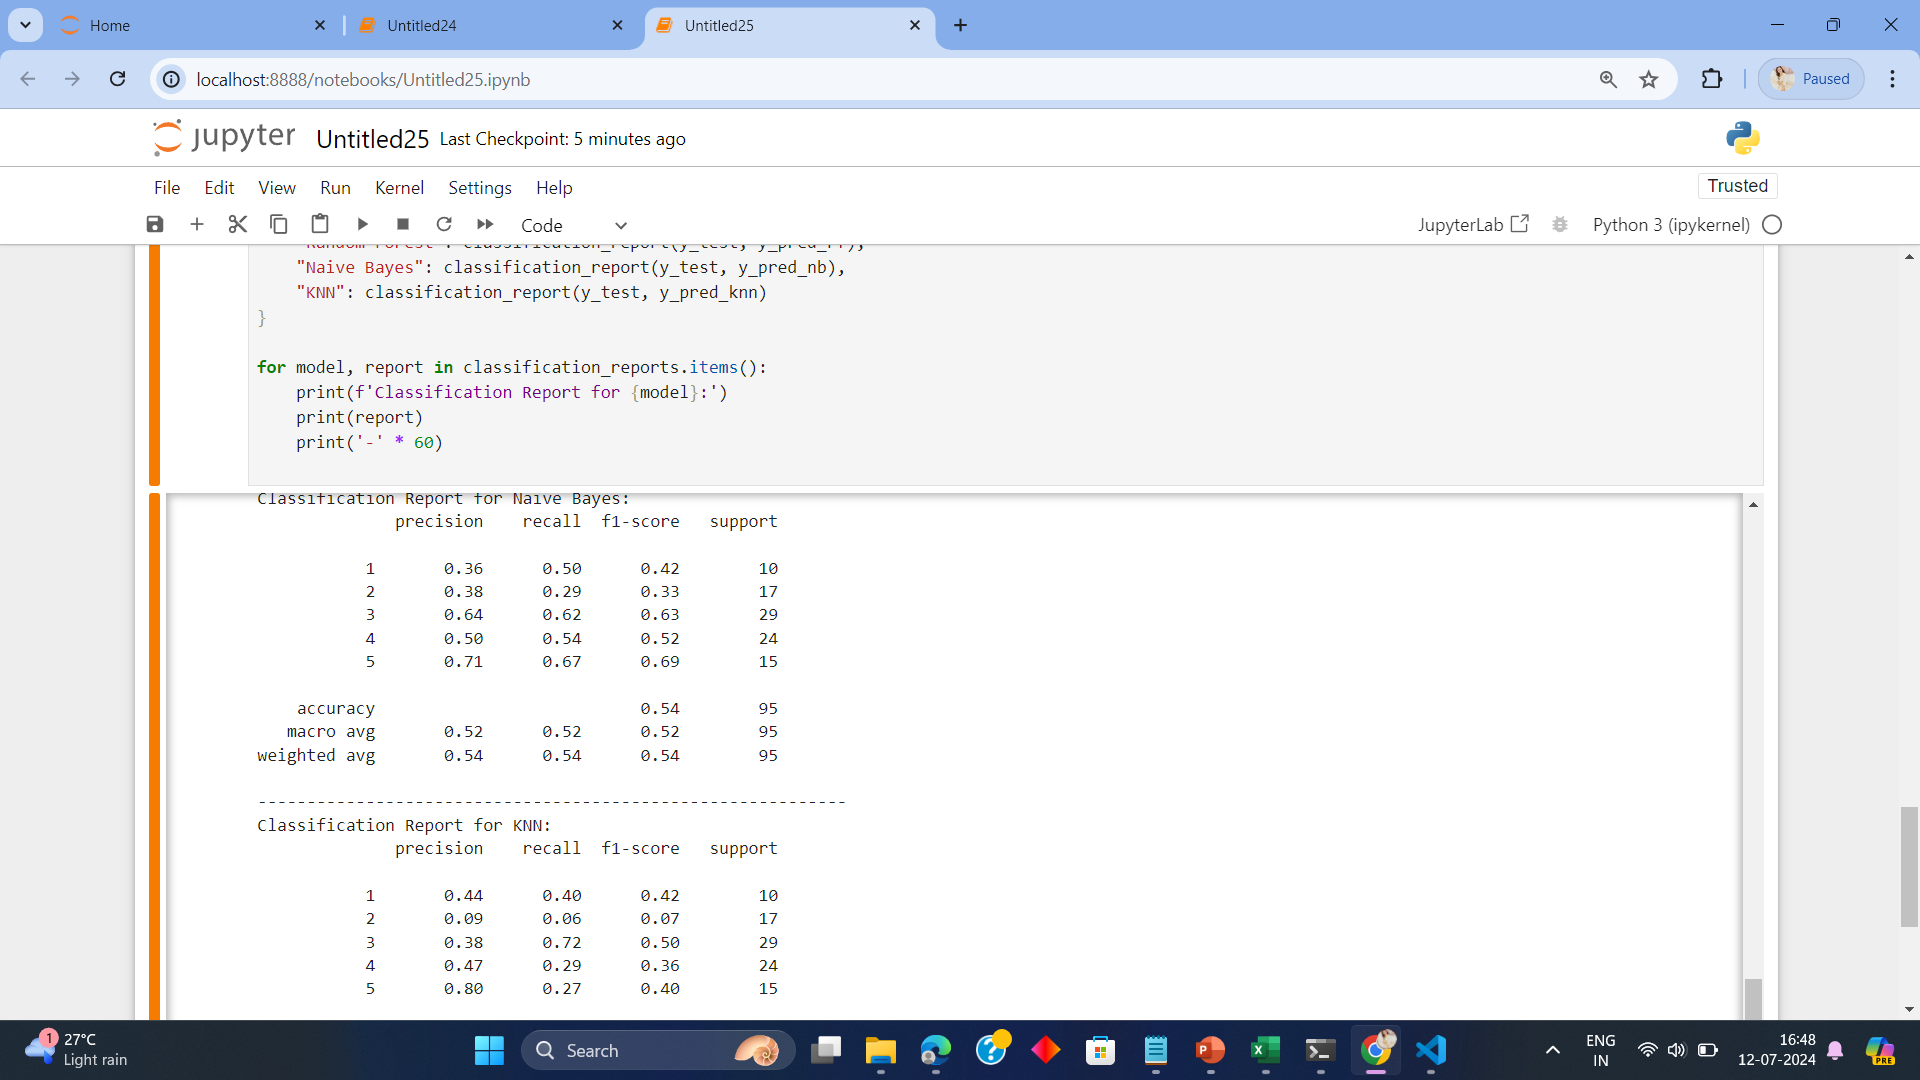 Home
Untitled24
Untitled25
localhost:8888/notebooks/Untitled25.ipynb
Paused
jupyter Untitled25 Last Checkpoint: 5 minutes ago
File Edit View Run Kernel Settings Help
Trusted
Code
JupyterLab
Python 3 (ipykernel)
"Random Forest": classification_report(y_test, y_pred_rf),
"Naive Bayes": classification_report(y_test, y_pred_nb),
"KNN": classification_report(y_test, y_pred_knn)
}
for model, report in classification_reports.items():
print(f'Classification Report for {model}:')
print(report)
print('-' * 60)
Classification Report for Naive Bayes:
precision recall f1-score support
1 0.36 0.50 0.42 10
2 0.38 0.29 0.33 17
3 0.64 0.62 0.63 29
4 0.50 0.54 0.52 24
5 0.71 0.67 0.69 15
accuracy 0.54 95
macro avg 0.52 0.52 0.52 95
weighted avg 0.54 0.54 0.54 95
------------------------------------------------------------
Classification Report for KNN:
precision recall f1-score support
1 0.44 0.40 0.42 10
2 0.09 0.06 0.07 17
3 0.38 0.72 0.50 29
4 0.47 0.29 0.36 24
5 0.80 0.27 0.40 15
1
27°C
Light rain
Search
PRE
ENG
IN
16:48
12-07-2024